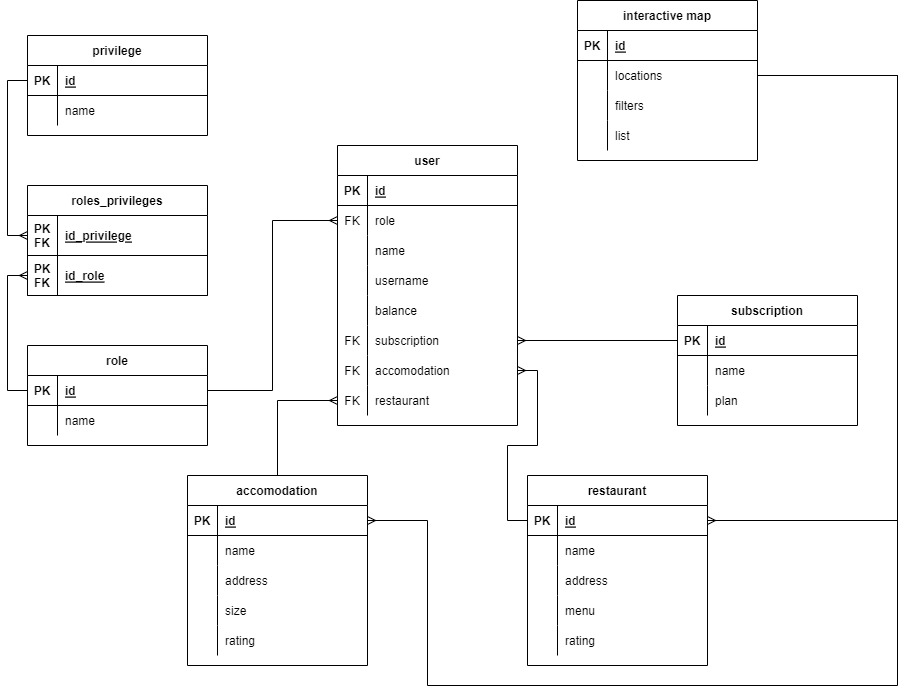 interactive map
PK id
locations
filters
list
privilege
PK id
name
user
PK id
FK role
name
username
balance
FK subscription
FK accomodation
FK restaurant
roles_privileges
PK
FK id_privilege
PK
FK id_role
subscription
PK id
name
plan
role
PK id
name
accomodation
PK id
name
address
size
rating
restaurant
PK id
name
address
menu
rating